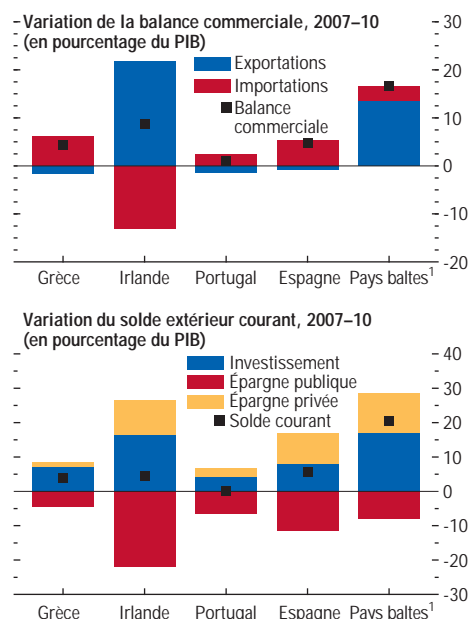 Variation de la balance commerciale, 2007–10
(en pourcentage du PIB)
Exportations
Importations
Balance
commerciale
30
20
10
0
-10
-20
Grèce Irlande Portugal Espagne Pays baltes1
Variation du solde extérieur courant, 2007–10
(en pourcentage du PIB)
Investissement
Épargne publique
Épargne privée
Solde courant
40
30
20
10
0
-10
-20
-30
Grèce Irlande Portugal Espagne Pays baltes1